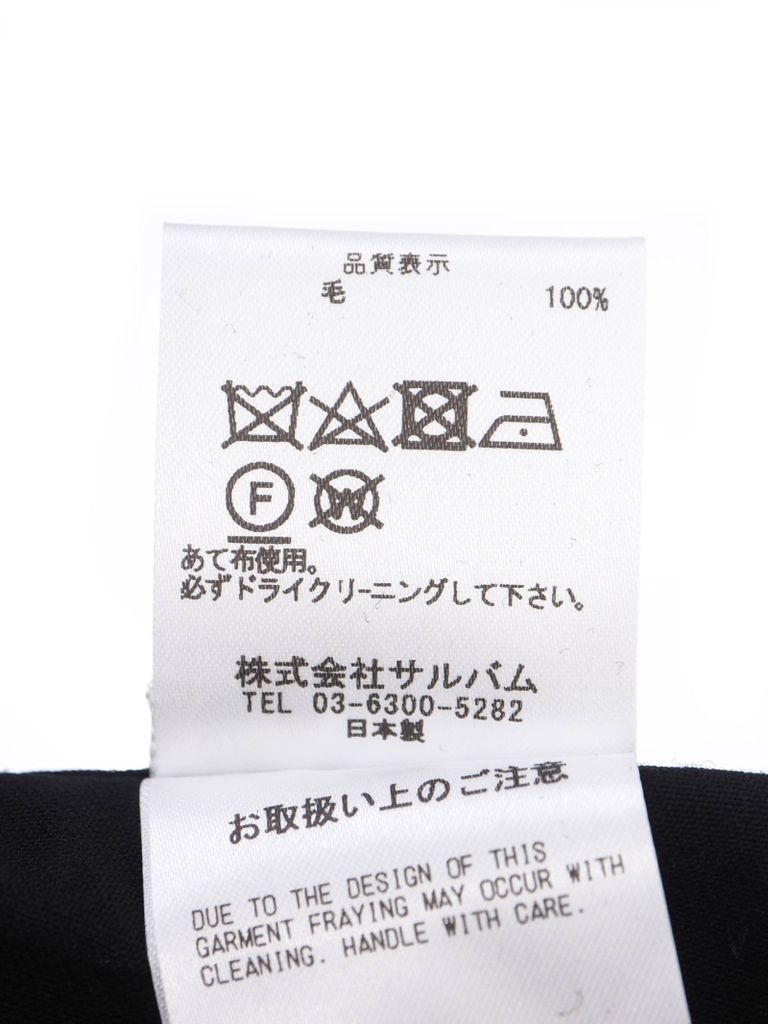 品質表示
毛 100%
F W
あて布使用。
必ずドライクリーニングして下さい。
株式会社サルバム
TEL 03-6300-5282
日本製
お取扱い上のご注意
DUE TO THE DESIGN OF THIS
GARMENT FRAYING MAY OCCUR WITH
CLEANING. HANDLE WITH CARE.